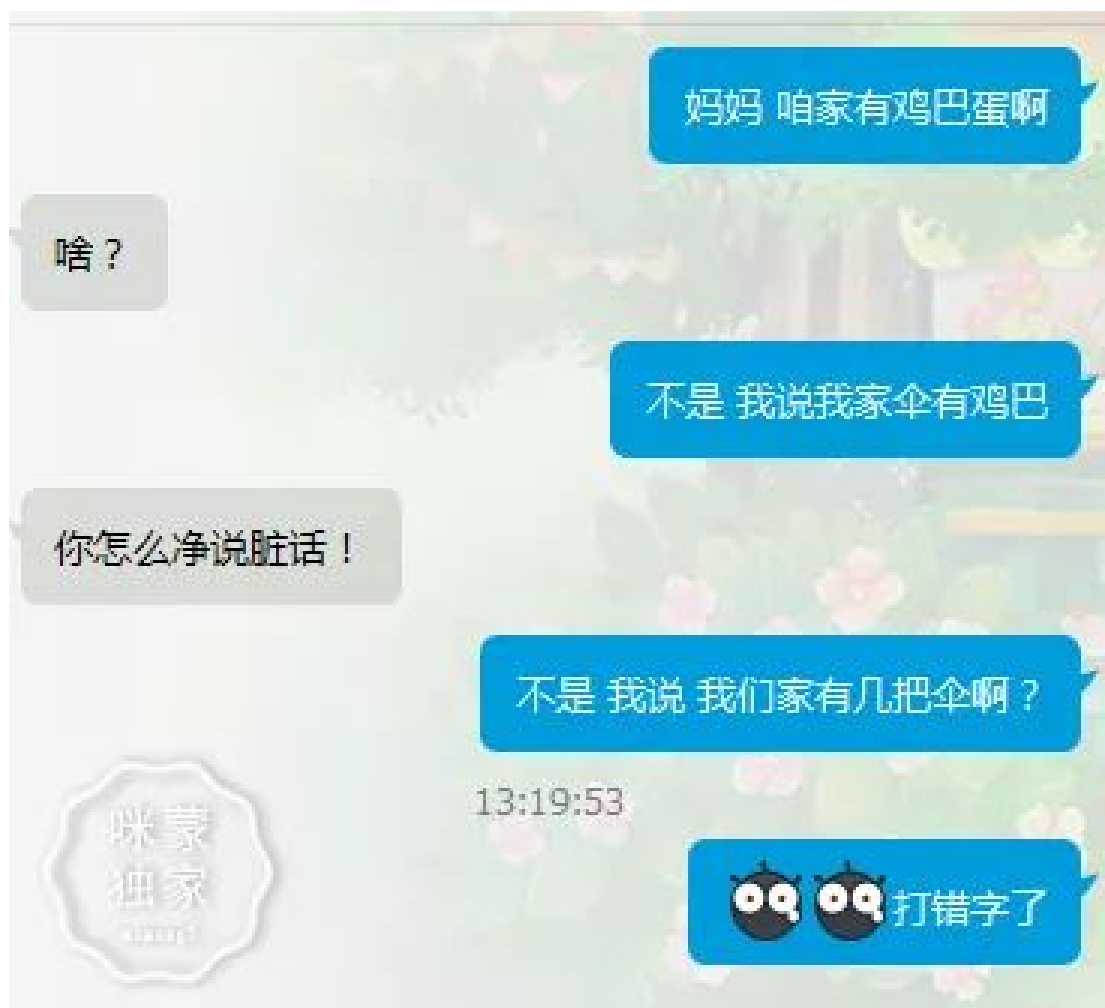 妈妈 咱家有鸡巴蛋啊
啥？
不是 我说我家伞有鸡巴
你怎么净说脏话！
不是 我说 我们家有几把伞啊？
13:19:53
打错字了
咪蒙
独家